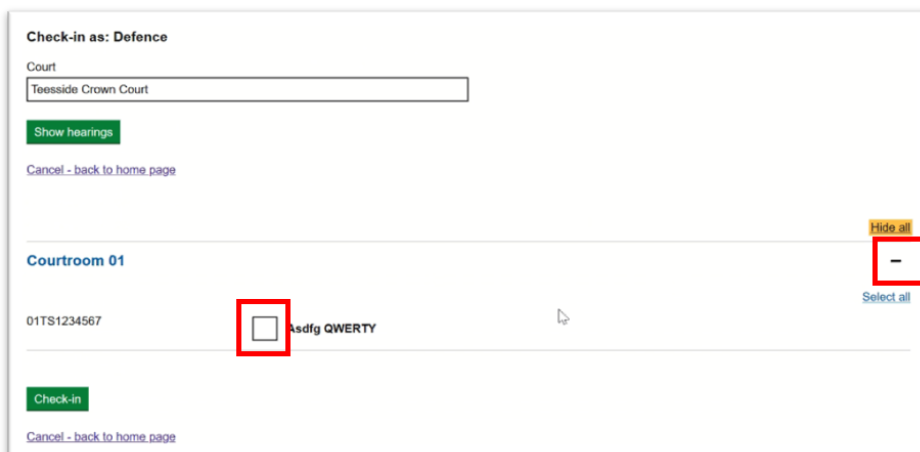 Check-in as: Defence
Court
Teesside Crown Court
Show hearings
Cancel - back to home page
Hide all
Courtroom 01
Select all
01TS1234567 Asdfg QWERTY
Check-in
Cancel - back to home page